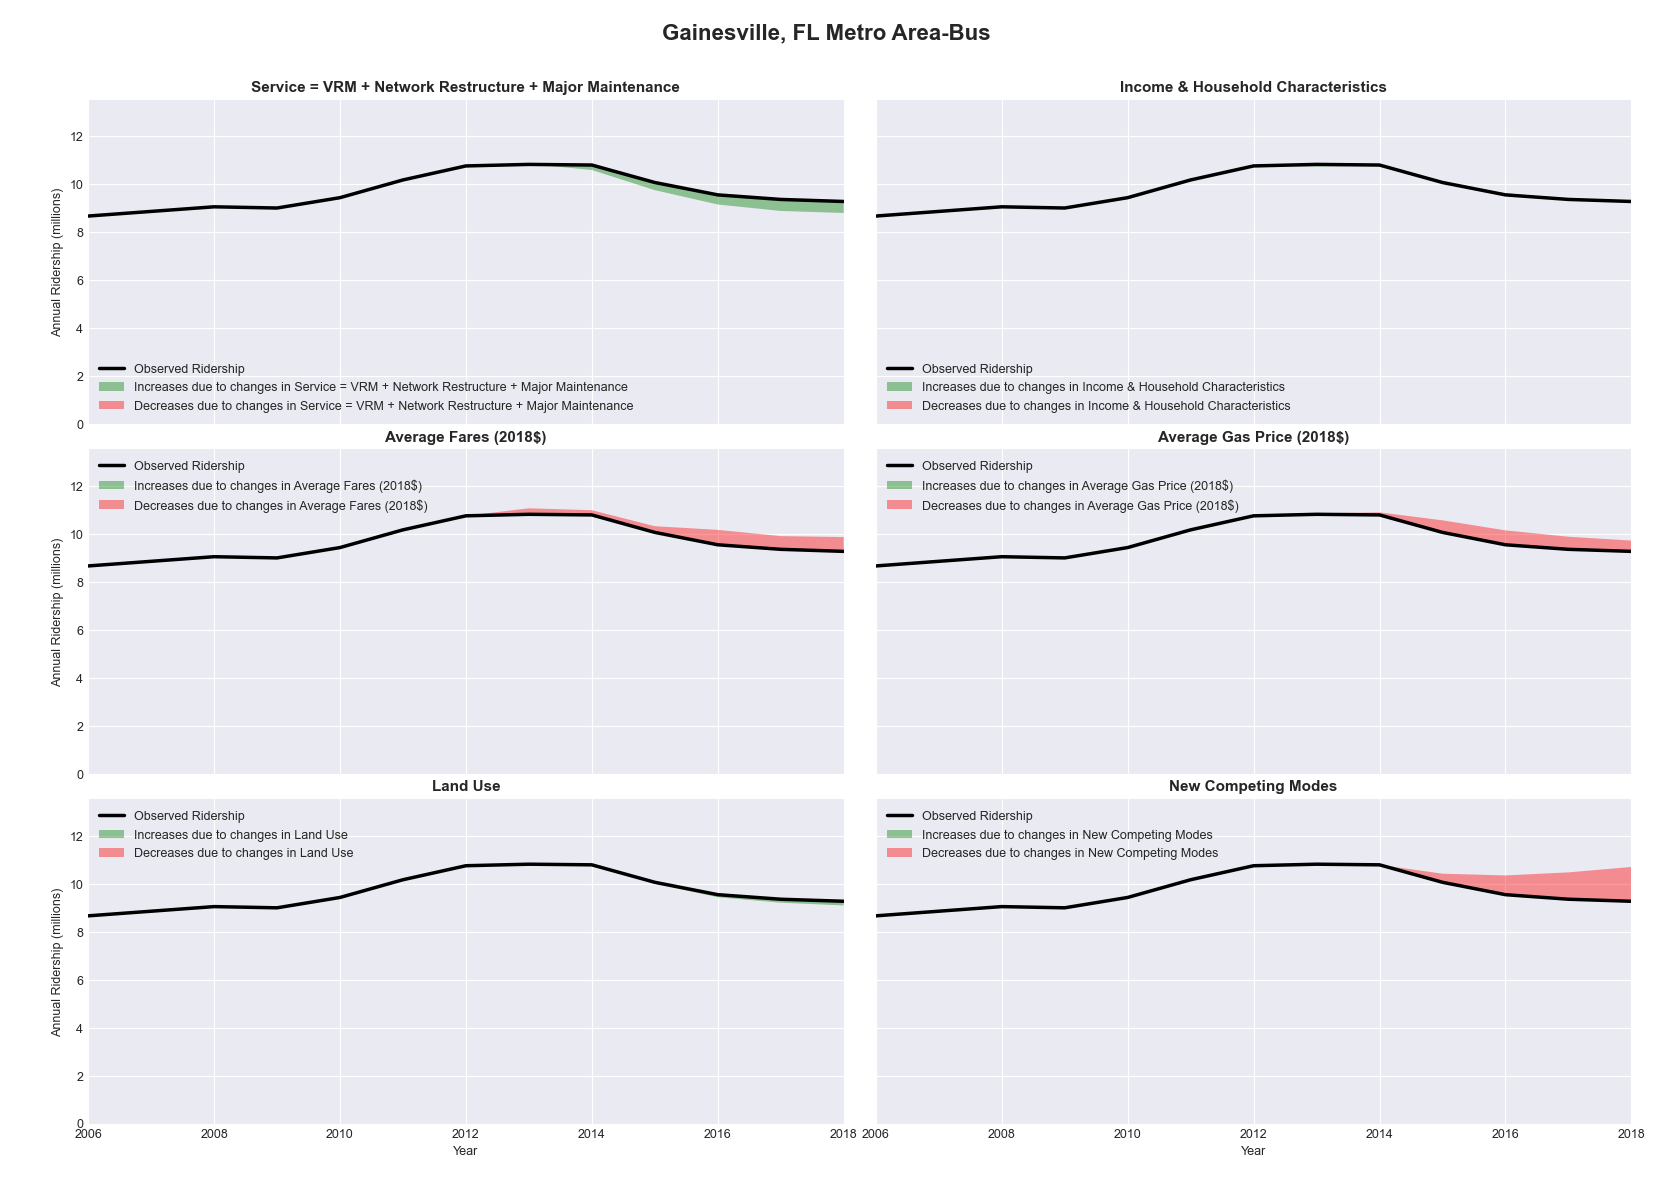 Gainesville, FL Metro Area-Bus
Service = VRM + Network Restructure + Major Maintenance
Annual Ridership (millions)
12
10
8
6
4
2
0
Observed Ridership
Increases due to changes in Service = VRM + Network Restructure + Major Maintenance
Decreases due to changes in Service = VRM + Network Restructure + Major Maintenance
Income & Household Characteristics
Observed Ridership
Increases due to changes in Income & Household Characteristics
Decreases due to changes in Income & Household Characteristics
Average Fares (2018$)
Annual Ridership (millions)
12
10
8
6
4
2
0
Observed Ridership
Increases due to changes in Average Fares (2018$)
Decreases due to changes in Average Fares (2018$)
Average Gas Price (2018$)
Observed Ridership
Increases due to changes in Average Gas Price (2018$)
Decreases due to changes in Average Gas Price (2018$)
Land Use
Annual Ridership (millions)
12
10
8
6
4
2
0
Observed Ridership
Increases due to changes in Land Use
Decreases due to changes in Land Use
2006 2008 2010 2012 2014 2016 2018
Year
New Competing Modes
Observed Ridership
Increases due to changes in New Competing Modes
Decreases due to changes in New Competing Modes
2006 2008 2010 2012 2014 2016 2018
Year